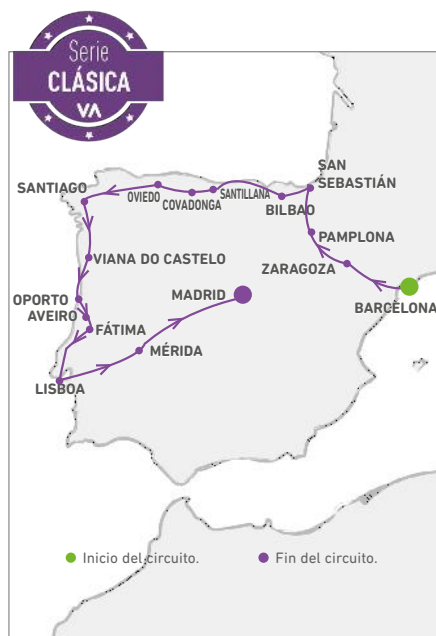 Serie
CLÁSICA
VA
SAN
SEBASTIÁN
SANTIAGO
OVIEDO
COVADONGA
SANTILLANA
BILBAO
PAMPLONA
VIANA DO CASTELO
ZARAGOZA
MADRID
OPORTO
BARCELONA
AVEIRO
FÁTIMA
MÉRIDA
LISBOA
Inicio del circuito.
Fin del circuito.